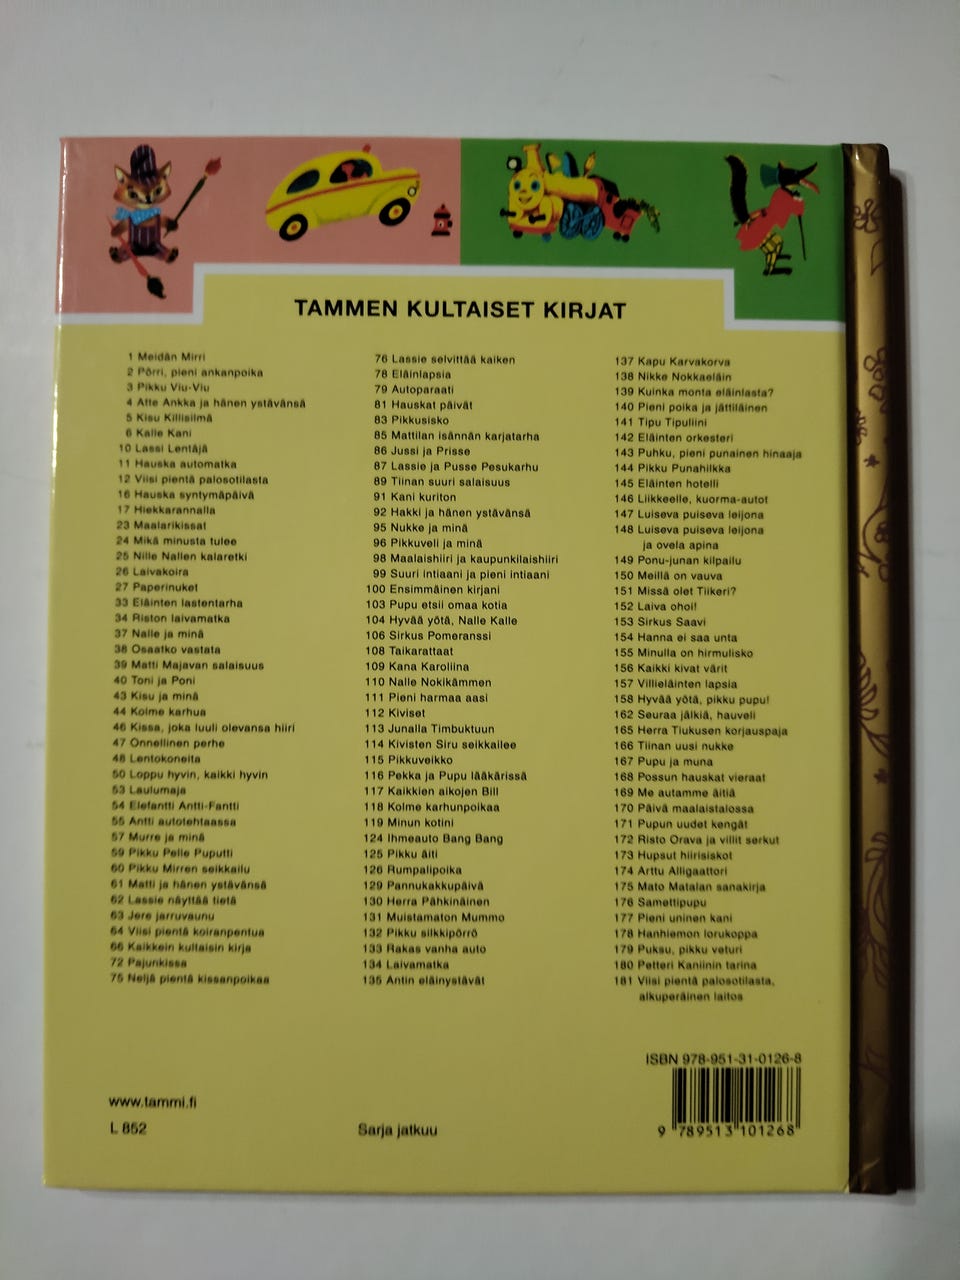 TAMMEN KULTAISET KIRJAT
1 Meidän Mirri
2 Pörri, pieni ankanpoika
3 Pikku Viu-Viu
4 Atte Ankka ja hänen ystävänsä
5 Kisu Killisilmä
6 Kalle Kani
10 Lassi Lentäjä
11 Hauska automatka
12 Viisi pientä palosotilasta
16 Hauska syntymäpäivä
17 Hiekkarannalla
23 Maalarikissat
24 Mikä minusta tulee
25 Nille Nallen kalaretki
26 Laivakoira
27 Paperinuket
33 Eläinten lastentarha
34 Riston laivamatka
37 Nalle ja minä
38 Osaatko vastata
39 Matti Majavan salaisuus
40 Toni ja Poni
43 Kisu ja minä
44 Kolme karhua
46 Kissa, joka luuli olevansa hiiri
47 Onnellinen perhe
48 Lentokoneita
50 Loppu hyvin, kaikki hyvin
53 Laulumaja
54 Elefantti Antti-Fantti
55 Antti autotehtaassa
57 Murre ja minä
59 Pikku Pelle Puputti
60 Pikku Mirren seikkailu
61 Matti ja hänen ystävänsä
62 Lassie näyttää tietä
63 Jere jarruvaunu
64 Viisi pientä koiranpentua
66 Kaikkein kultaisin kirja
72 Pajunkissa
75 Neljä pientä kissanpoikaa
76 Lassie selvittää kaiken
78 Eläinlapsia
79 Autoparaati
81 Hauskat päivät
83 Pikkusisko
85 Mattilan isännän karjatarha
86 Jussi ja Prisse
87 Lassie ja Pusse Pesukarhu
89 Tiinan suuri salaisuus
91 Kani kuriton
92 Hakki ja hänen ystävänsä
95 Nukke ja minä
96 Pikkuveli ja minä
98 Maalaishiiri ja kaupunkilaishiiri
99 Suuri intiaani ja pieni intiaani
100 Ensimmäinen kirjani
103 Pupu etsii omaa kotia
104 Hyvää yötä, Nalle Kalle
106 Sirkus Pomeranssi
108 Taikarattaat
109 Kana Karoliina
110 Nalle Nokikämmen
111 Pieni harmaa aasi
112 Kiviset
113 Junalla Timbuktuun
114 Kivisten Siru seikkailee
115 Pikkuveikko
116 Pekka ja Pupu lääkärissä
117 Kaikkien aikojen Bill
118 Kolme karhunpoikaa
119 Minun kotini
124 Ihmeauto Bang Bang
125 Pikku äiti
126 Rumpalipoika
129 Pannukakkupäivä
130 Herra Pähkinäinen
131 Muistamaton Mummo
132 Pikku silkkipörrö
133 Rakas vanha auto
134 Laivamatka
135 Antin eläinystävät
137 Kapu Karvakorva
138 Nikke Nokkaeläin
139 Kuinka monta eläinlasta?
140 Pieni poika ja jättiläinen
141 Tipu Tipuliini
142 Eläinten orkesteri
143 Puhku, pieni punainen hinaaja
144 Pikku Punahilkka
145 Eläinten hotelli
146 Liikkeelle, kuorma-autot
147 Luiseva puiseva leijona
148 Luiseva puiseva leijona
ja ovela apina
149 Ponu-junan kilpailu
150 Meillä on vauva
151 Missä olet Tiikeri?
152 Laiva ohoi!
153 Sirkus Saavi
154 Hanna ei saa unta
155 Minulla on hirmulisko
156 Kaikki kivat värit
157 Villieläinten lapsia
158 Hyvää yötä, pikku pupu!
162 Seuraa jälkiä, hauveli
165 Herra Tiukusen korjauspaja
166 Tiinan uusi nukke
167 Pupu ja muna
168 Possun hauskat vieraat
169 Me autamme äitiä
170 Päivä maalaistalossa
171 Pupun uudet kengät
172 Risto Orava ja villit serkut
173 Hupsut hiirisiskot
174 Arttu Alligaattori
175 Mato Matalan sanakirja
176 Samettipupu
177 Pieni uninen kani
178 Hanhiemon lorukoppa
179 Puksu, pikku veturi
180 Petteri Kaniinin tarina
181 Viisi pientä palosotilasta,
alkuperäinen laitos
ISBN 978-951-31-0126-8
www.tammi.fi
L 852
Sarja jatkuu
9 789513 101268